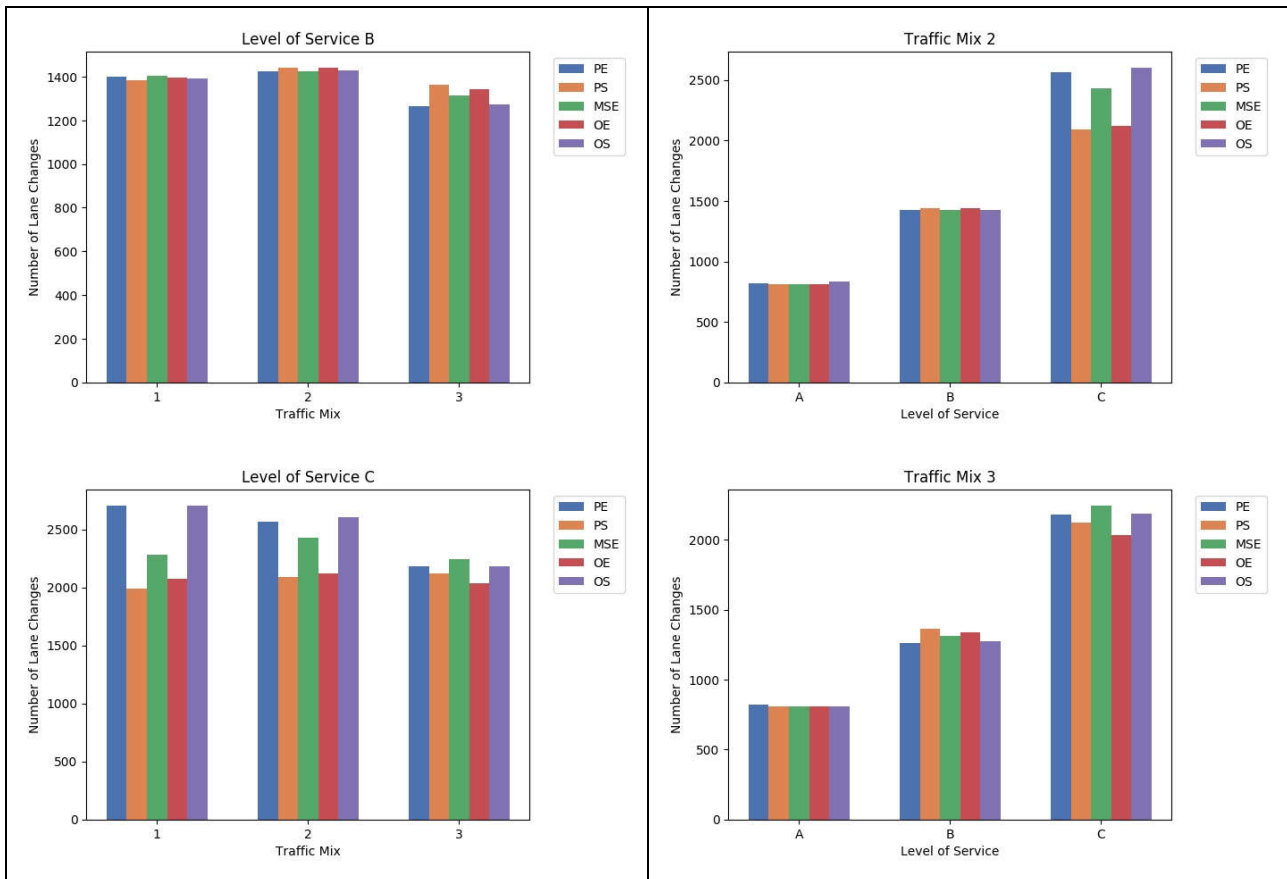 Level of Service B
Number of Lane Changes
1400
1200
1000
800
600
400
200
0
1 2 3
Traffic Mix
PE
PS
MSE
OE
OS
Traffic Mix 2
Number of Lane Changes
2500
2000
1500
1000
500
0
A B C
Level of Service
PE
PS
MSE
OE
OS
Level of Service C
Number of Lane Changes
2500
2000
1500
1000
500
0
1 2 3
Traffic Mix
PE
PS
MSE
OE
OS
Traffic Mix 3
Number of Lane Changes
2000
1500
1000
500
0
A B C
Level of Service
PE
PS
MSE
OE
OS